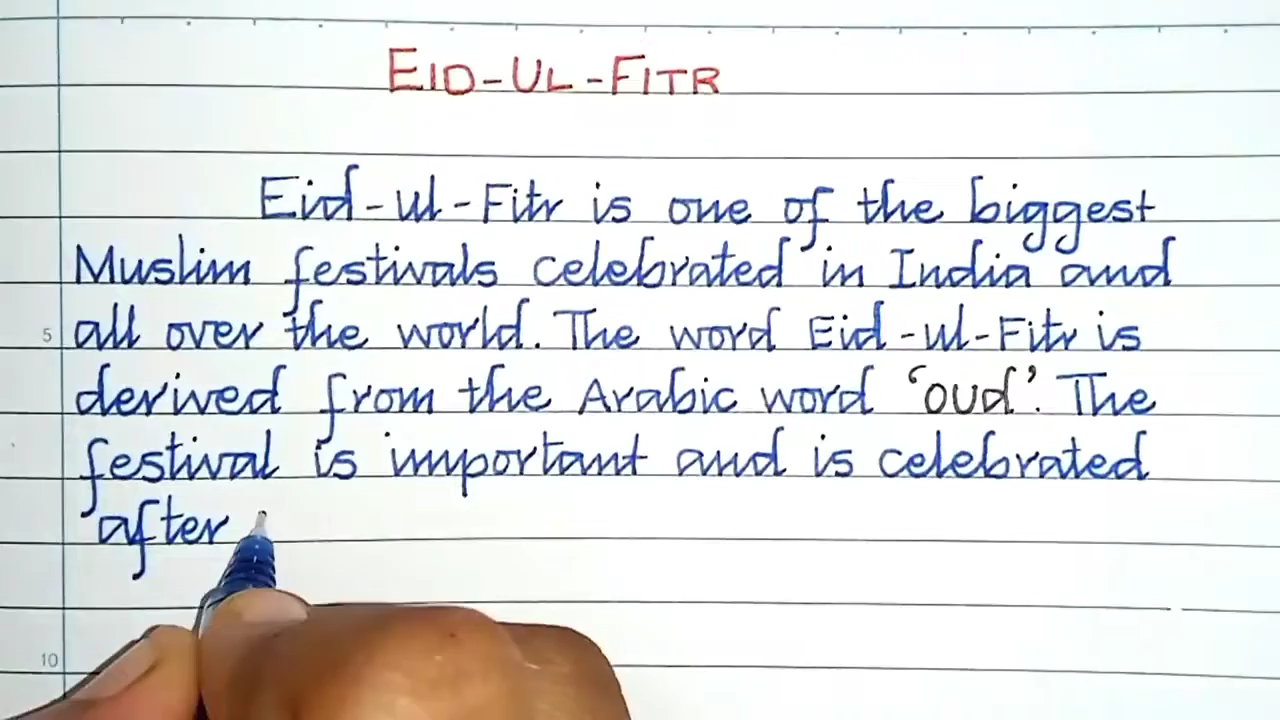 EID-UL-FITR
Eid-ul-Fitr is one of the biggest
Muslim festivals celebrated in India and
all over the world. The word Eid-ul-Fitr is
5
derived from the Arabic word ‘oud’. The
festival is important and is celebrated
after
10